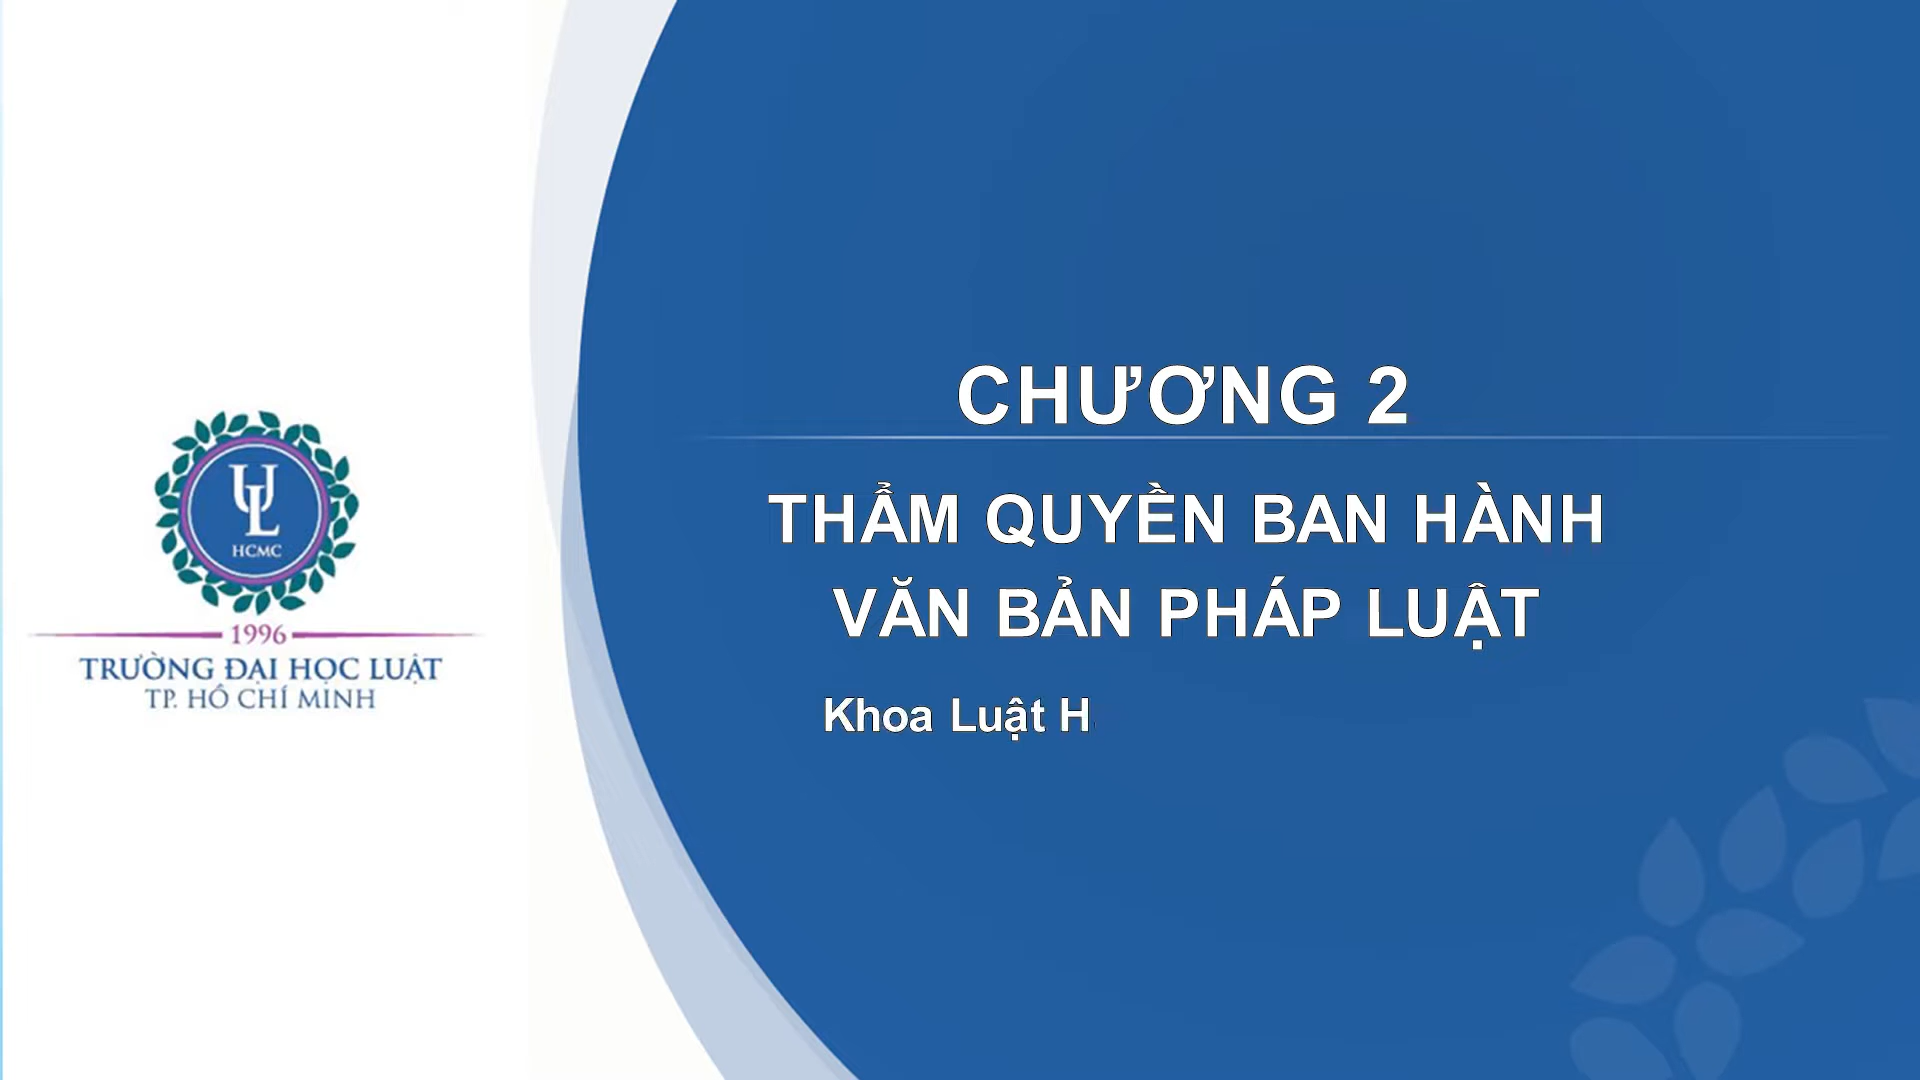 UL
HCMC
1996
TRƯỜNG ĐẠI HỌC LUẬT
TP. HỒ CHÍ MINH
CHƯƠNG 2
THẨM QUYỀN BAN HÀNH
VĂN BẢN PHÁP LUẬT
Khoa Luật H